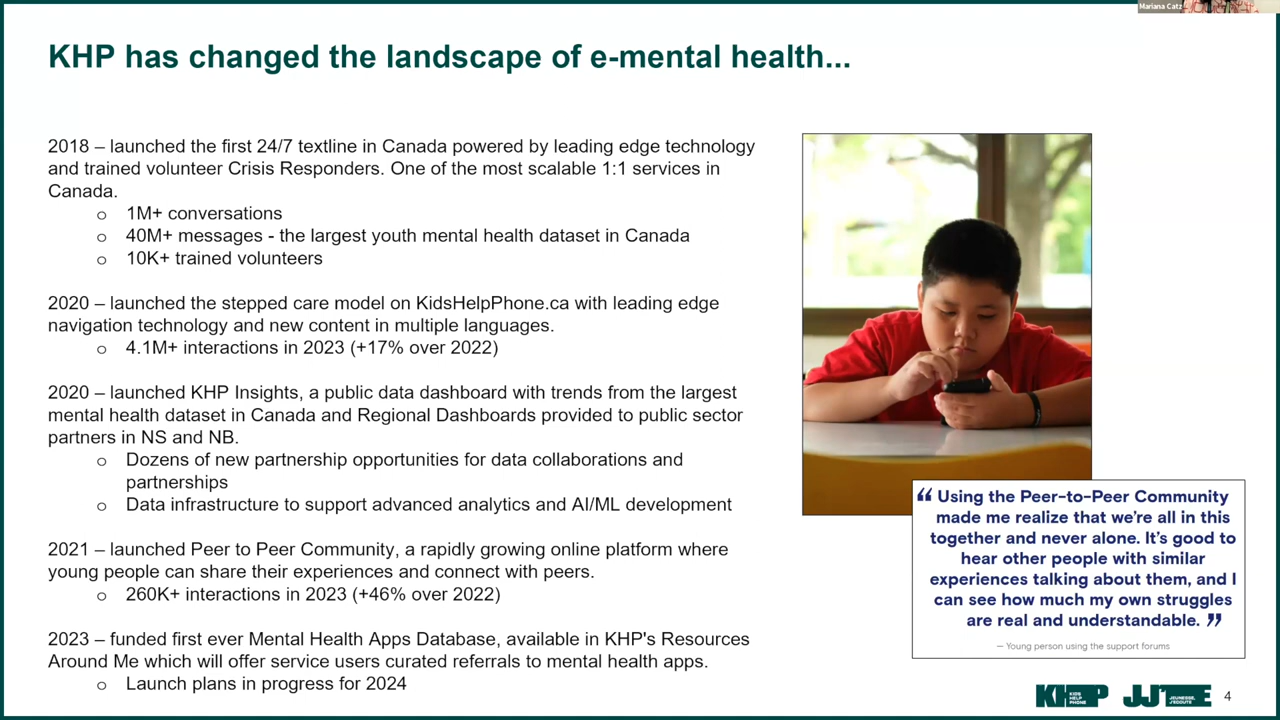 Mariana Catz
KHP has changed the landscape of e-mental health...
2018 – launched the first 24/7 textline in Canada powered by leading edge technology
and trained volunteer Crisis Responders. One of the most scalable 1:1 services in
Canada.
o 1M+ conversations
o 40M+ messages - the largest youth mental health dataset in Canada
o 10K+ trained volunteers
2020 – launched the stepped care model on KidsHelpPhone.ca with leading edge
navigation technology and new content in multiple languages.
o 4.1M+ interactions in 2023 (+17% over 2022)
2020 – launched KHP Insights, a public data dashboard with trends from the largest
mental health dataset in Canada and Regional Dashboards provided to public sector
partners in NS and NB.
o Dozens of new partnership opportunities for data collaborations and
partnerships
o Data infrastructure to support advanced analytics and AI/ML development
2021 – launched Peer to Peer Community, a rapidly growing online platform where
young people can share their experiences and connect with peers.
o 260K+ interactions in 2023 (+46% over 2022)
2023 – funded first ever Mental Health Apps Database, available in KHP's Resources
Around Me which will offer service users curated referrals to mental health apps.
o Launch plans in progress for 2024
“ Using the Peer-to-Peer Community
made me realize that we're all in this
together and never alone. It's good to
hear other people with similar
experiences talking about them, and I
can see how much my own struggles
are real and understandable. ”
— Young person using the support forums
KHP KIDS HELP PHONE JJE JEUNESSE, J'ÉCOUTE
4